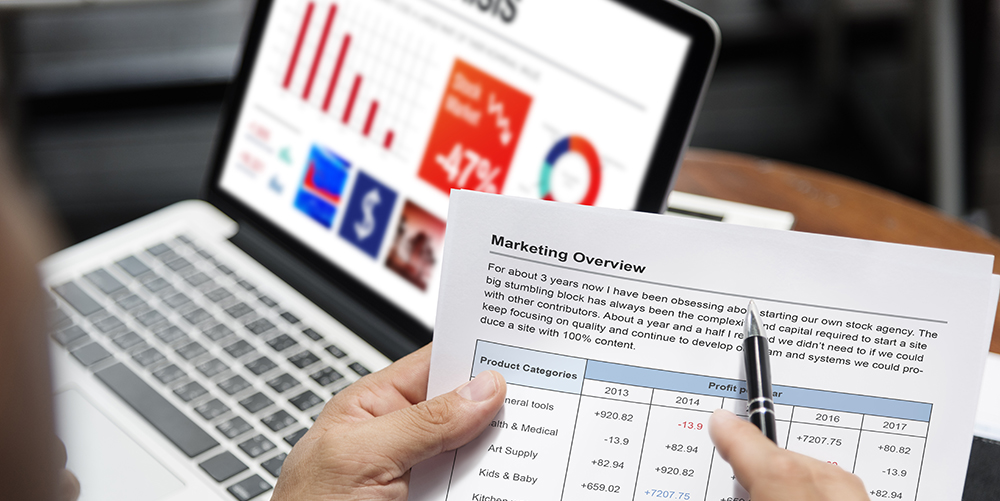 SIS
Stock
Market
-47%
$
Marketing Overview
For about 3 years now I have been obsessing abo starting our own stock agency. The
big stumbling block has always been the complexi nd capital required to start a site
with other contributors. About a year and a half I re d we didn't need to if we could
keep focusing on quality and continue to develop o am and systems we could pro-
duce a site with 100% content.
Product Categories Profit p ar
2013 2014 2016 2017
neral tools +920.82 -13.9 +7207.75 +80.82
alth & Medical -13.9 +82.94 -13.9
Art Supply +82.94 +920.82
Kids & Baby +659.02 +7207.75 +82.94
Kitchen